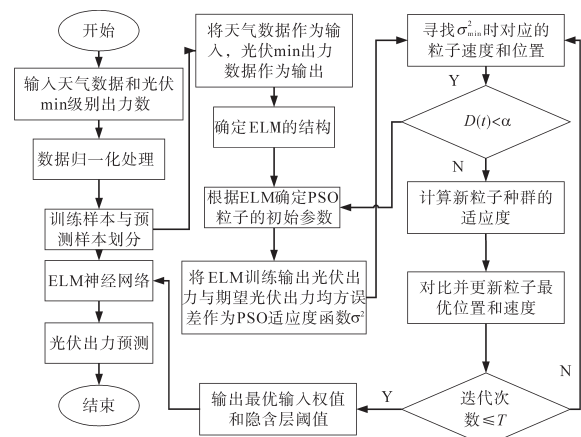 开始
输入天气数据和光伏
min级别出力数
数据归一化处理
训练样本与预
测样本划分
ELM神经网络
光伏出力预测
结束
将天气数据作为输
入，光伏min出力
数据作为输出
确定ELM的结构
根据ELM确定PSO
粒子的初始参数
将ELM训练输出光伏出
力与期望光伏出力均方误
差作为PSO适应度函数σ²
输出最优输入权值
和隐含层阈值
寻找σ²min时对应的
粒子速度和位置
Y
D(t)<α
N
计算新粒子种群的
适应度
对比并更新粒子最
优位置和速度
N
迭代次
数≤T
Y